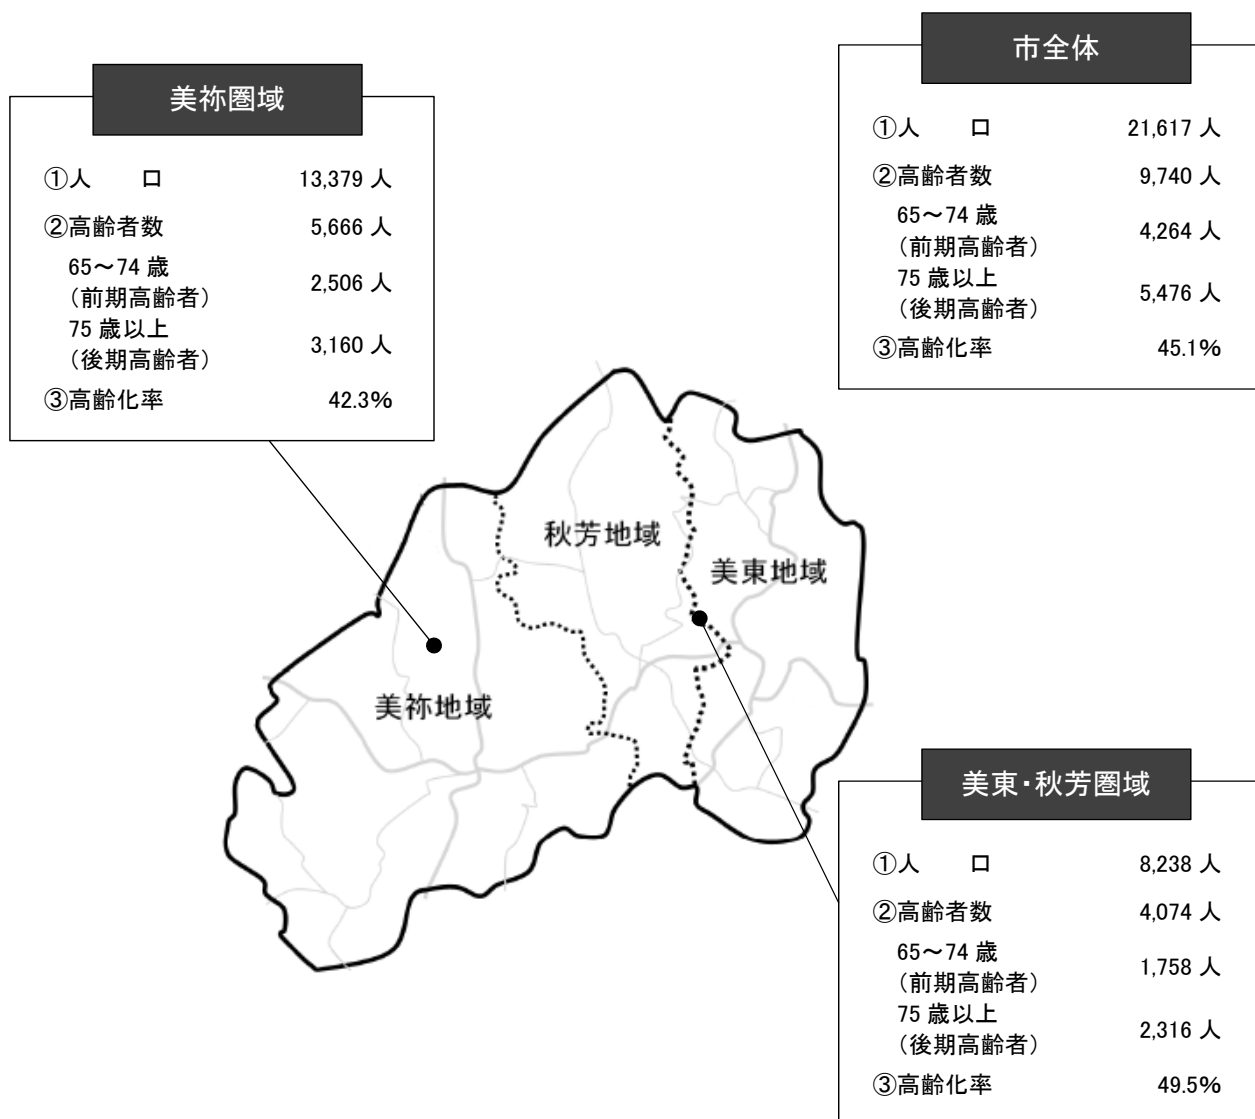 美祢圏域
①人　　口 13,379 人
②高齢者数 5,666 人
65～74 歳
（前期高齢者） 2,506 人
75 歳以上
（後期高齢者） 3,160 人
③高齢化率 42.3%
市全体
①人　　口 21,617 人
②高齢者数 9,740 人
65～74 歳
（前期高齢者） 4,264 人
75 歳以上
（後期高齢者） 5,476 人
③高齢化率 45.1%
秋芳地域
美東地域
美祢地域
美東・秋芳圏域
①人　　口 8,238 人
②高齢者数 4,074 人
65～74 歳
（前期高齢者） 1,758 人
75 歳以上
（後期高齢者） 2,316 人
③高齢化率 49.5%